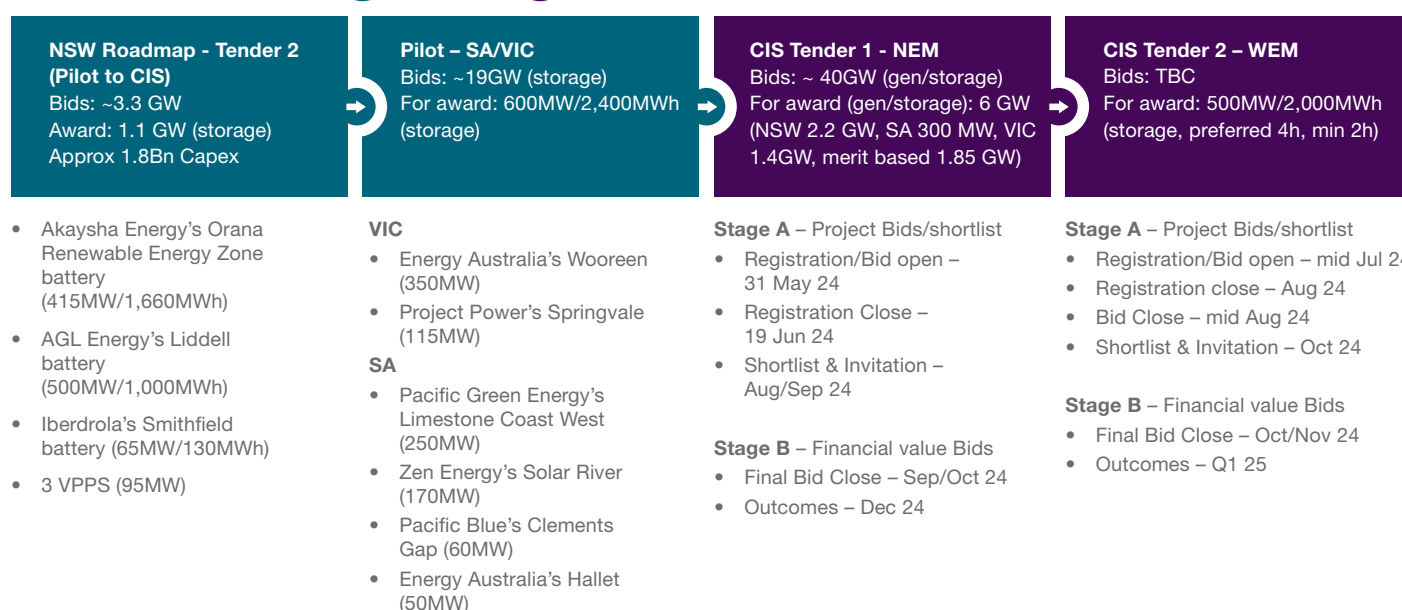 NSW Roadmap - Tender 2
(Pilot to CIS)
Bids: ~3.3 GW
Award: 1.1 GW (storage)
Approx 1.8Bn Capex
Pilot – SA/VIC
Bids: ~19GW (storage)
For award: 600MW/2,400MWh
(storage)
CIS Tender 1 - NEM
Bids: ~ 40GW (gen/storage)
For award (gen/storage): 6 GW
(NSW 2.2 GW, SA 300 MW, VIC
1.4GW, merit based 1.85 GW)
CIS Tender 2 – WEM
Bids: TBC
For award: 500MW/2,000MWh
(storage, preferred 4h, min 2h)
• Akaysha Energy's Orana
Renewable Energy Zone
battery
(415MW/1,660MWh)
• AGL Energy's Liddell
battery
(500MW/1,000MWh)
• Iberdrola's Smithfield
battery (65MW/130MWh)
• 3 VPPS (95MW)
VIC
• Energy Australia's Wooreen
(350MW)
• Project Power's Springvale
(115MW)
SA
• Pacific Green Energy's
Limestone Coast West
(250MW)
• Zen Energy's Solar River
(170MW)
• Pacific Blue's Clements
Gap (60MW)
• Energy Australia's Hallet
(50MW)
Stage A – Project Bids/shortlist
• Registration/Bid open –
31 May 24
• Registration Close –
19 Jun 24
• Shortlist & Invitation –
Aug/Sep 24
Stage B – Financial value Bids
• Final Bid Close – Sep/Oct 24
• Outcomes – Dec 24
Stage A – Project Bids/shortlist
• Registration/Bid open – mid Jul 24
• Registration close – Aug 24
• Bid Close – mid Aug 24
• Shortlist & Invitation – Oct 24
Stage B – Financial value Bids
• Final Bid Close – Oct/Nov 24
• Outcomes – Q1 25